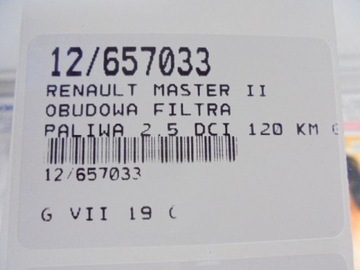 12/657033
RENAULT MASTER II
OBUDOWA FILTRA
PALIWA 2.5 DCI 120 KM
12/657033
G VII 19